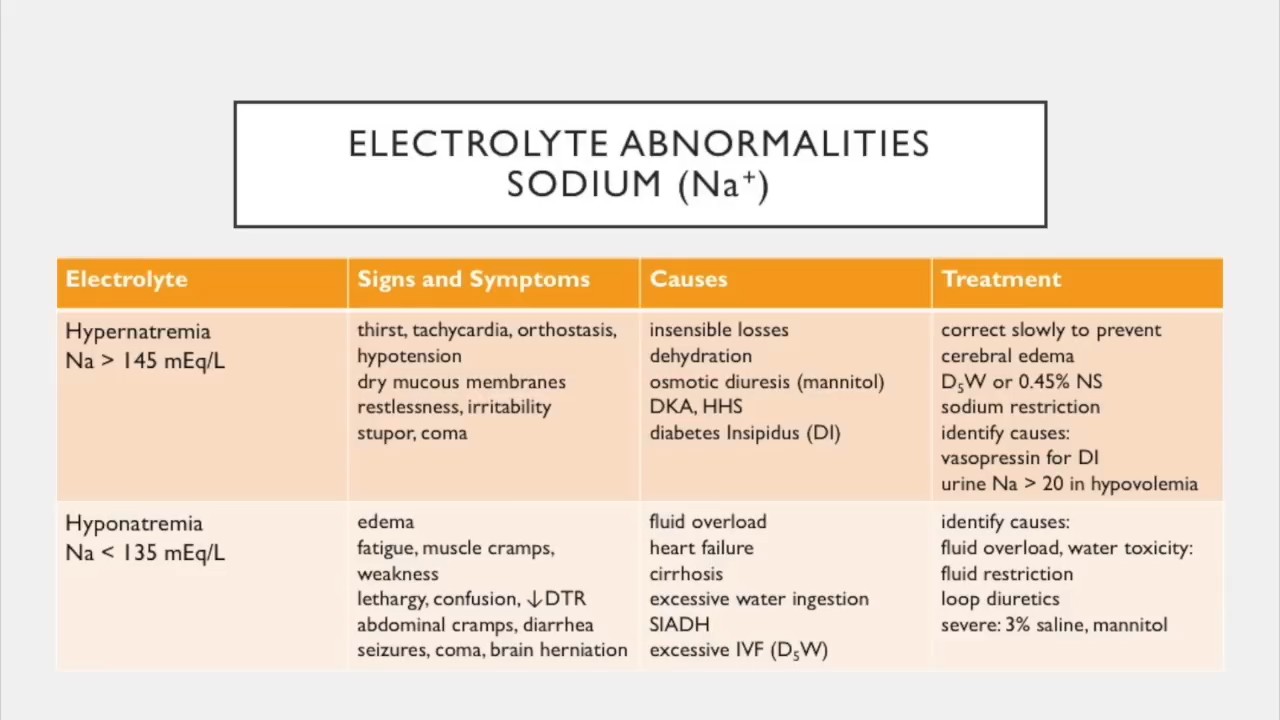 ELECTROLYTE ABNORMALITIES
SODIUM (Na⁺)
Electrolyte
Signs and Symptoms
Causes
Treatment
Hypernatremia
Na > 145 mEq/L
thirst, tachycardia, orthostasis,
hypotension
dry mucous membranes
restlessness, irritability
stupor, coma
insensible losses
dehydration
osmotic diuresis (mannitol)
DKA, HHS
diabetes Insipidus (DI)
correct slowly to prevent
cerebral edema
D₅W or 0.45% NS
sodium restriction
identify causes:
vasopressin for DI
urine Na > 20 in hypovolemia
Hyponatremia
Na < 135 mEq/L
edema
fatigue, muscle cramps,
weakness
lethargy, confusion, ↓DTR
abdominal cramps, diarrhea
seizures, coma, brain herniation
fluid overload
heart failure
cirrhosis
excessive water ingestion
SIADH
excessive IVF (D₅W)
identify causes:
fluid overload, water toxicity:
fluid restriction
loop diuretics
severe: 3% saline, mannitol